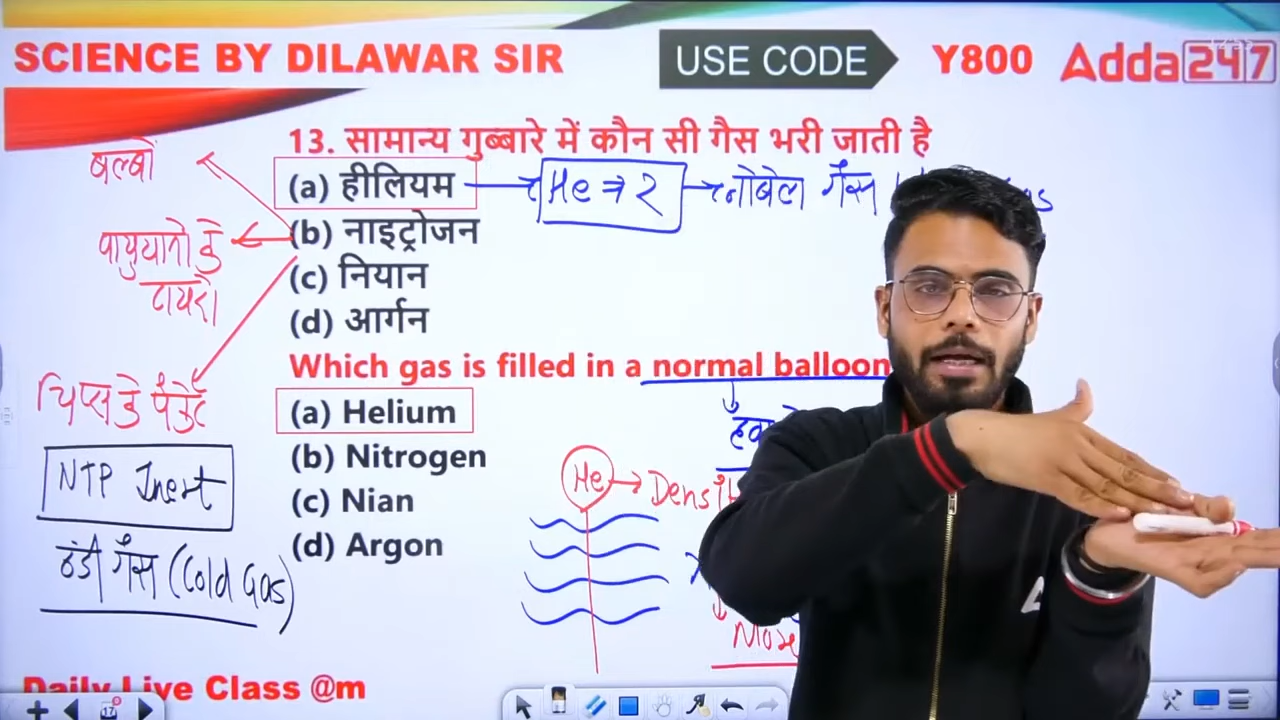 SCIENCE BY DILAWAR SIR
USE CODE
Y800
Adda247
13. सामान्य गुब्बारे में कौन सी गैस भरी जाती है
(a) हीलियम
He ⇒ 2
नोबेल गैस
(b) नाइट्रोजन
(c) नियान
(d) आर्गन
Which gas is filled in a normal balloon
(a) Helium
(b) Nitrogen
(c) Nian
(d) Argon
बल्बों
टायरों
चिप्स के पैकेट
NTP Inert
ठंडी गैस (Cold Gas)
He
Densit
Daily Live Class @m